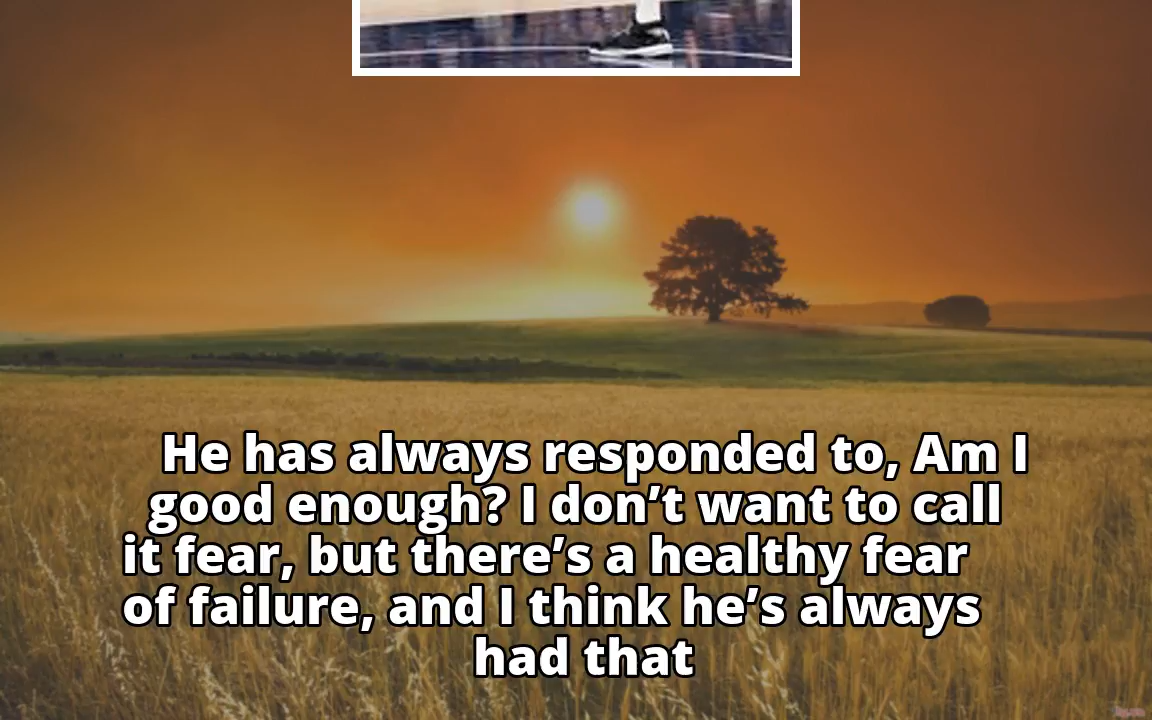 He has always responded to, Am I
good enough? I don’t want to call
it fear, but there’s a healthy fear
of failure, and I think he’s always
had that